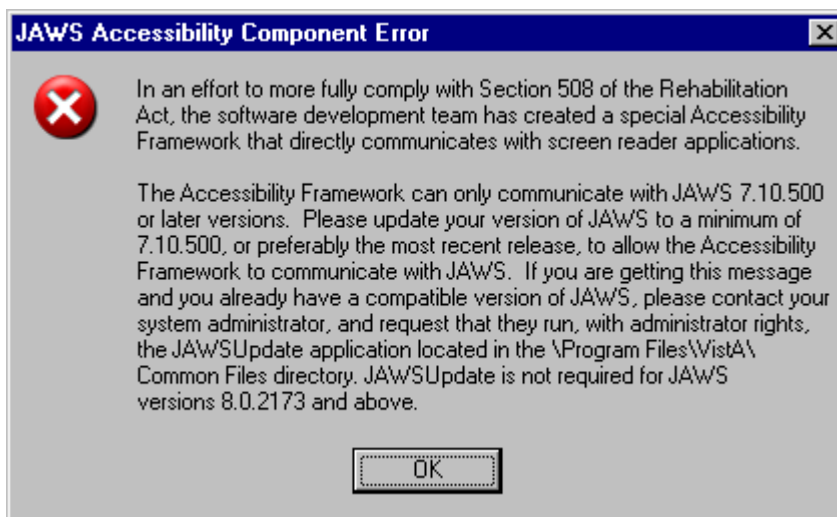 JAWS Accessibility Component Error
In an effort to more fully comply with Section 508 of the Rehabilitation
Act, the software development team has created a special Accessibility
Framework that directly communicates with screen reader applications.
The Accessibility Framework can only communicate with JAWS 7.10.500
or later versions.  Please update your version of JAWS to a minimum of
7.10.500, or preferably the most recent release, to allow the Accessibility
Framework to communicate with JAWS.  If you are getting this message
and you already have a compatible version of JAWS, please contact your
system administrator, and request that they run, with administrator rights,
the JAWSUpdate application located in the \Program Files\VistA\
Common Files directory. JAWSUpdate is not required for JAWS
versions 8.0.2173 and above.
OK